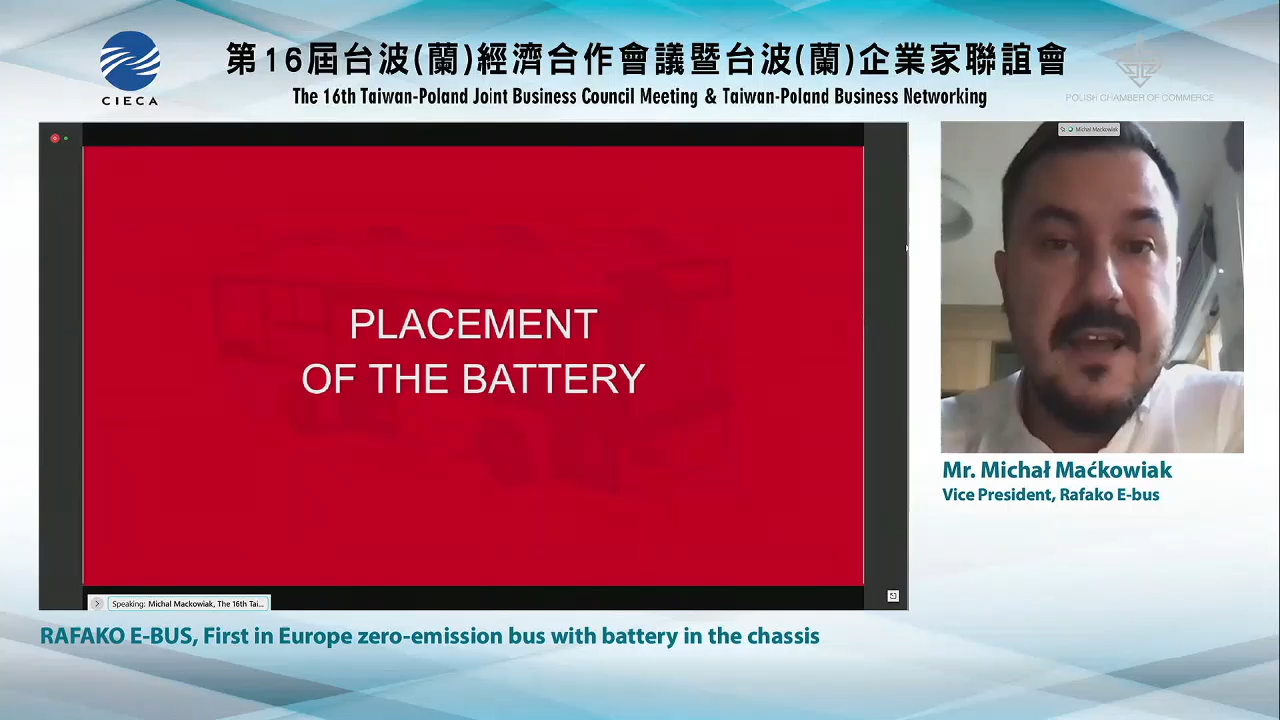 CIECA
第16屆台波(蘭)經濟合作會議暨台波(蘭)企業家聯誼會
The 16th Taiwan-Poland Joint Business Council Meeting & Taiwan-Poland Business Networking
POLISH CHAMBER OF COMMERCE
Michal Mackowiak
PLACEMENT
OF THE BATTERY
Mr. Michał Maćkowiak
Vice President, Rafako E-bus
Speaking: Michal Mackowiak, The 16th Tai...
RAFAKO E-BUS, First in Europe zero-emission bus with battery in the chassis